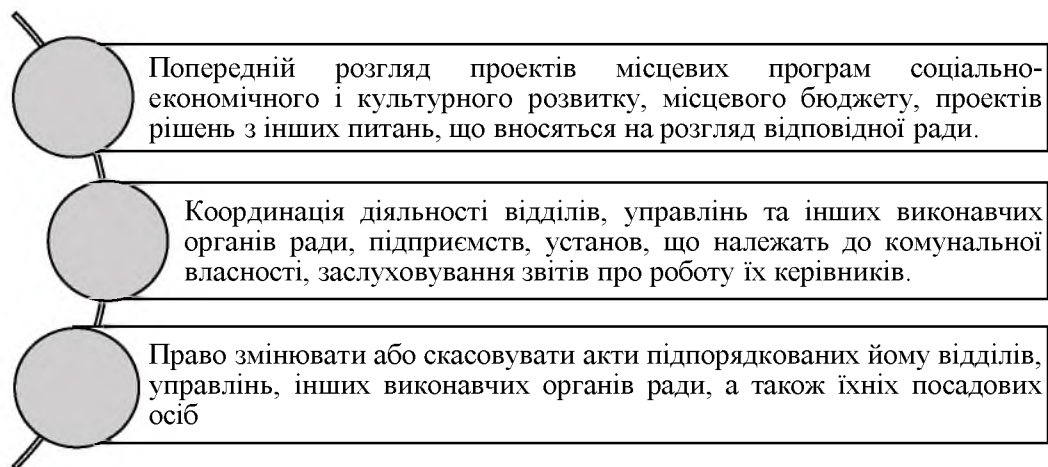 Попередній розгляд проектів місцевих програм соціально-
економічного і культурного розвитку, місцевого бюджету, проектів
рішень з інших питань, що вносяться на розгляд відповідної ради.
Координація діяльності відділів, управлінь та інших виконавчих
органів ради, підприємств, установ, що належать до комунальної
власності, заслуховування звітів про роботу їх керівників.
Право змінювати або скасовувати акти підпорядкованих йому відділів,
управлінь, інших виконавчих органів ради, а також їхніх посадових
осіб